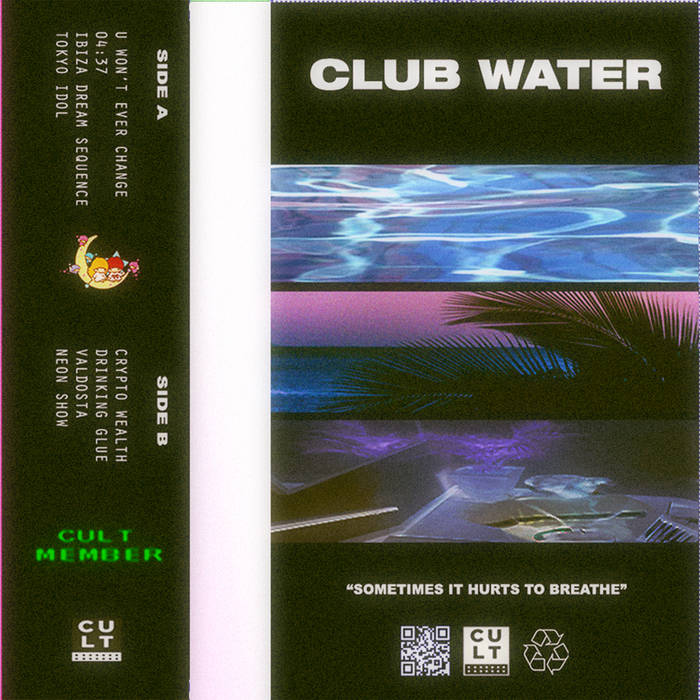 SIDE A
U WON'T EVER CHANGE
04:37
IBIZA DREAM SEQUENCE
TOKYO IDOL
SIDE B
CRYPTO WEALTH
DRINKING GLUE
VALDOSTA
NEON SHOW
CULT
MEMBER
CU
LT
CLUB WATER
“SOMETIMES IT HURTS TO BREATHE”
CU
LT